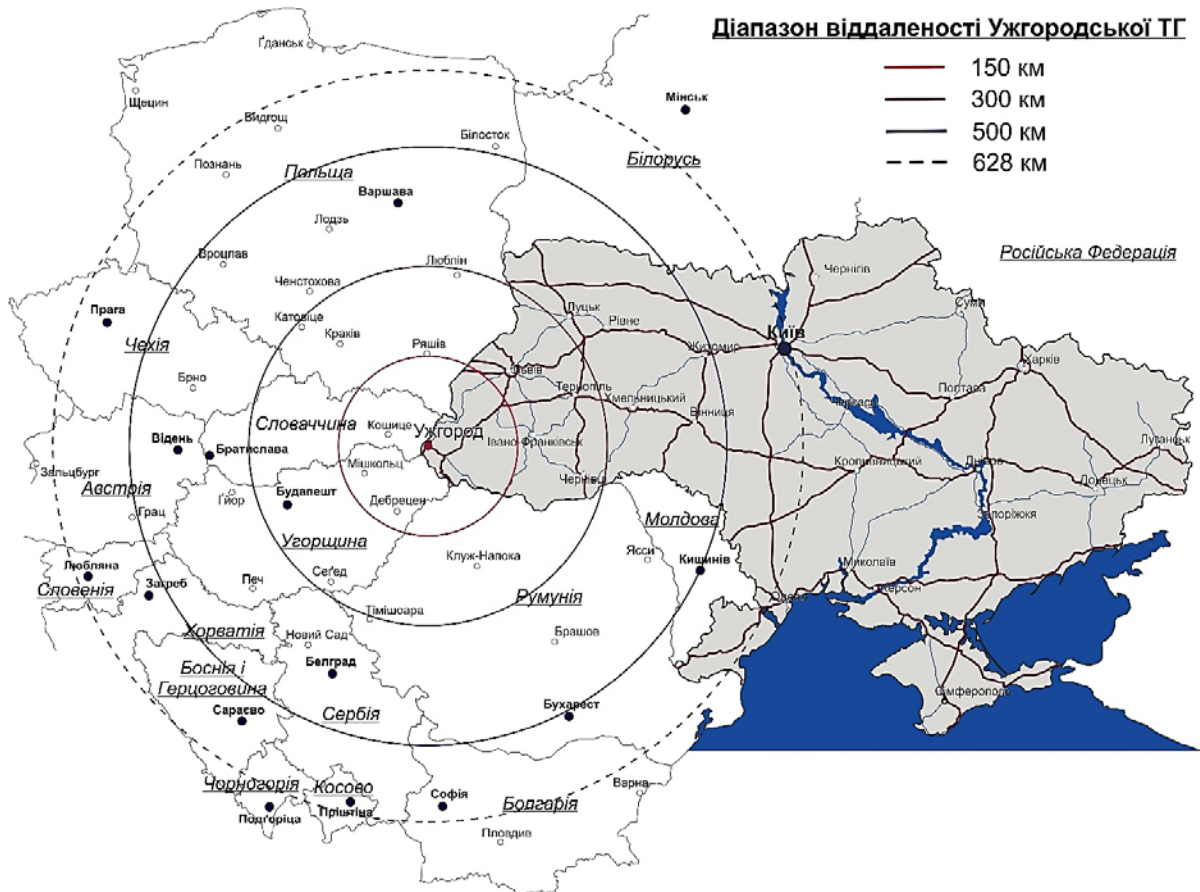 Діапазон віддаленості Ужгородської ТГ
150 км
300 км
500 км
628 км
Ґданськ
Щецин
Мінськ
Видгощ
Білосток
Білорусь
Познань
Польща
Варшава
Лодзь
Російська Федерація
Вроцлав
Люблін
Чернігів
Ченстохова
Суми
Прага
Луцьк
Катовіце
Рівне
Київ
Чехія
Краків
Ряшів
Житомир
Харків
Львів
Брно
Тернопіль
Хмельницький
Полтава
Вінниця
Словаччина
Кошице
Ужгород
Івано-Франківськ
Відень
Братислава
Луганськ
Зальцбург
Мішкольц
Кропивницький
Дніпро
Австрія
Ґйор
Будапешт
Дебрецен
Чернівці
Донецьк
Грац
Молдова
Запоріжжя
Угорщина
Клуж-Напока
Ясси
Кишинів
Любляна
Печ
Сеґед
Миколаїв
Словенія
Загреб
Румунія
Херсон
Одеса
Тімішоара
Хорватія
Новий Сад
Брашов
Боснія і
Герцоговина
Белград
Сімферополь
Сараєво
Сербія
Бухарест
Чорногорія
Косово
Варна
Подґоріца
Пріштіна
Софія
Болгарія
Пловдив